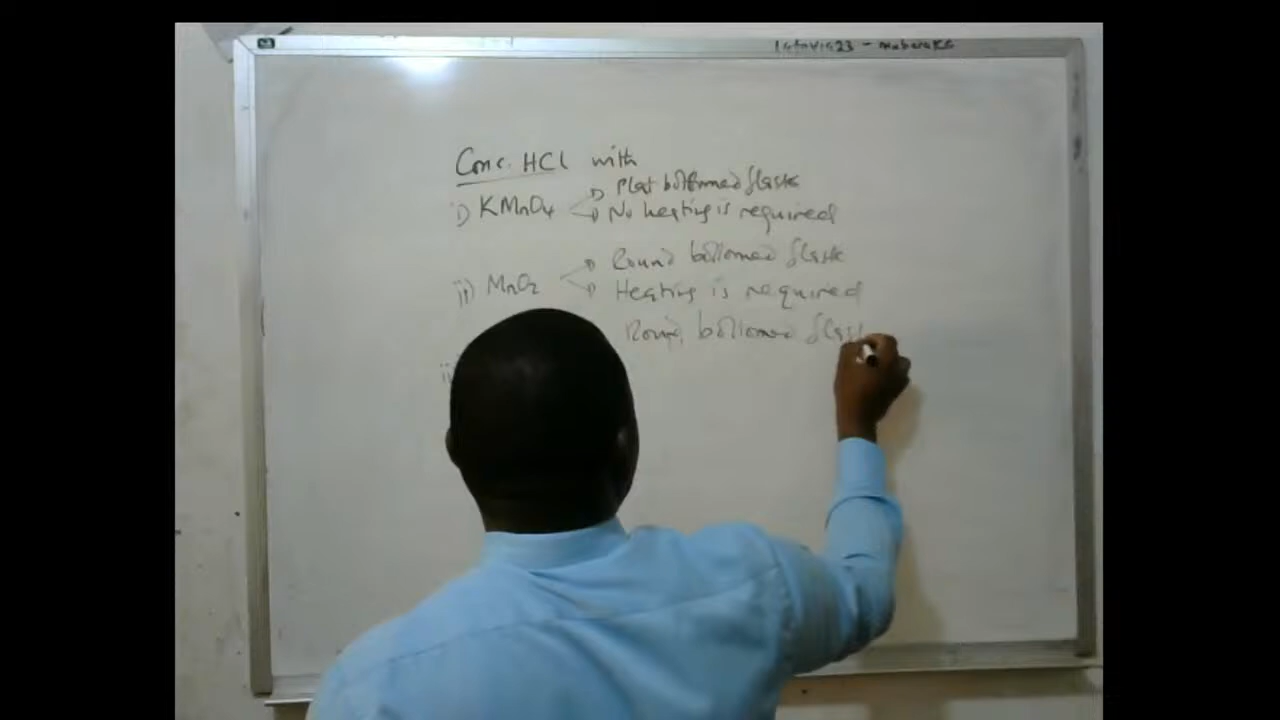 Conc. HCl with
i) KMnO4 Flat bottomed flask
No heating is required
ii) MnO2 Round bottomed flask
Heating is required
Round bottomed flask